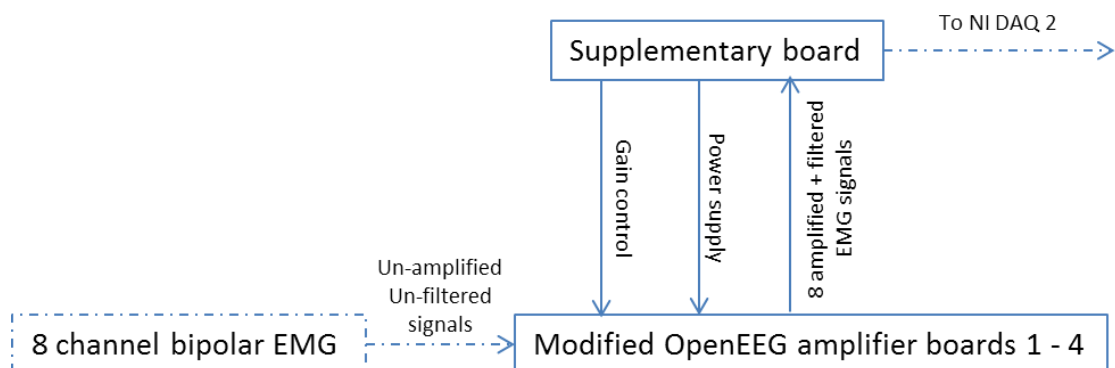 To NI DAQ 2
Supplementary board
Gain control
Power supply
8 amplified + filtered
EMG signals
Un-amplified
Un-filtered
signals
8 channel bipolar EMG
Modified OpenEEG amplifier boards 1 - 4